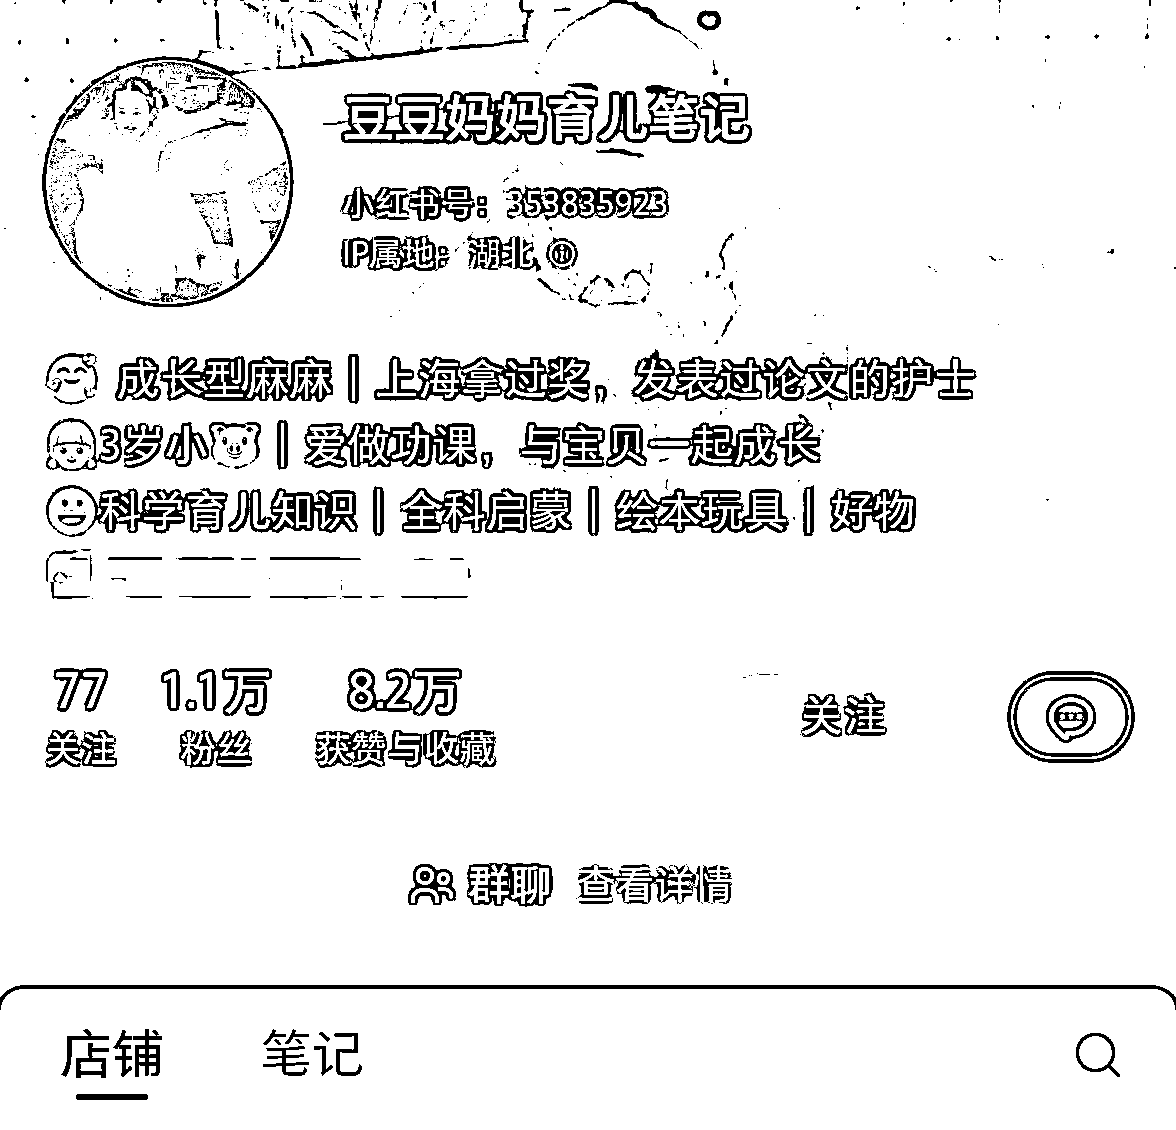 豆豆妈妈育儿笔记
小红书号：353835923
IP属地：湖北
成长型麻麻｜上海拿过奖，发表过论文的护士
3岁小🐷｜爱做功课，与宝贝一起成长
科学育儿知识｜全科启蒙｜绘本玩具｜好物
77 1.1万 8.2万
关注 粉丝 获赞与收藏 关注
群聊 查看详情
店铺 笔记